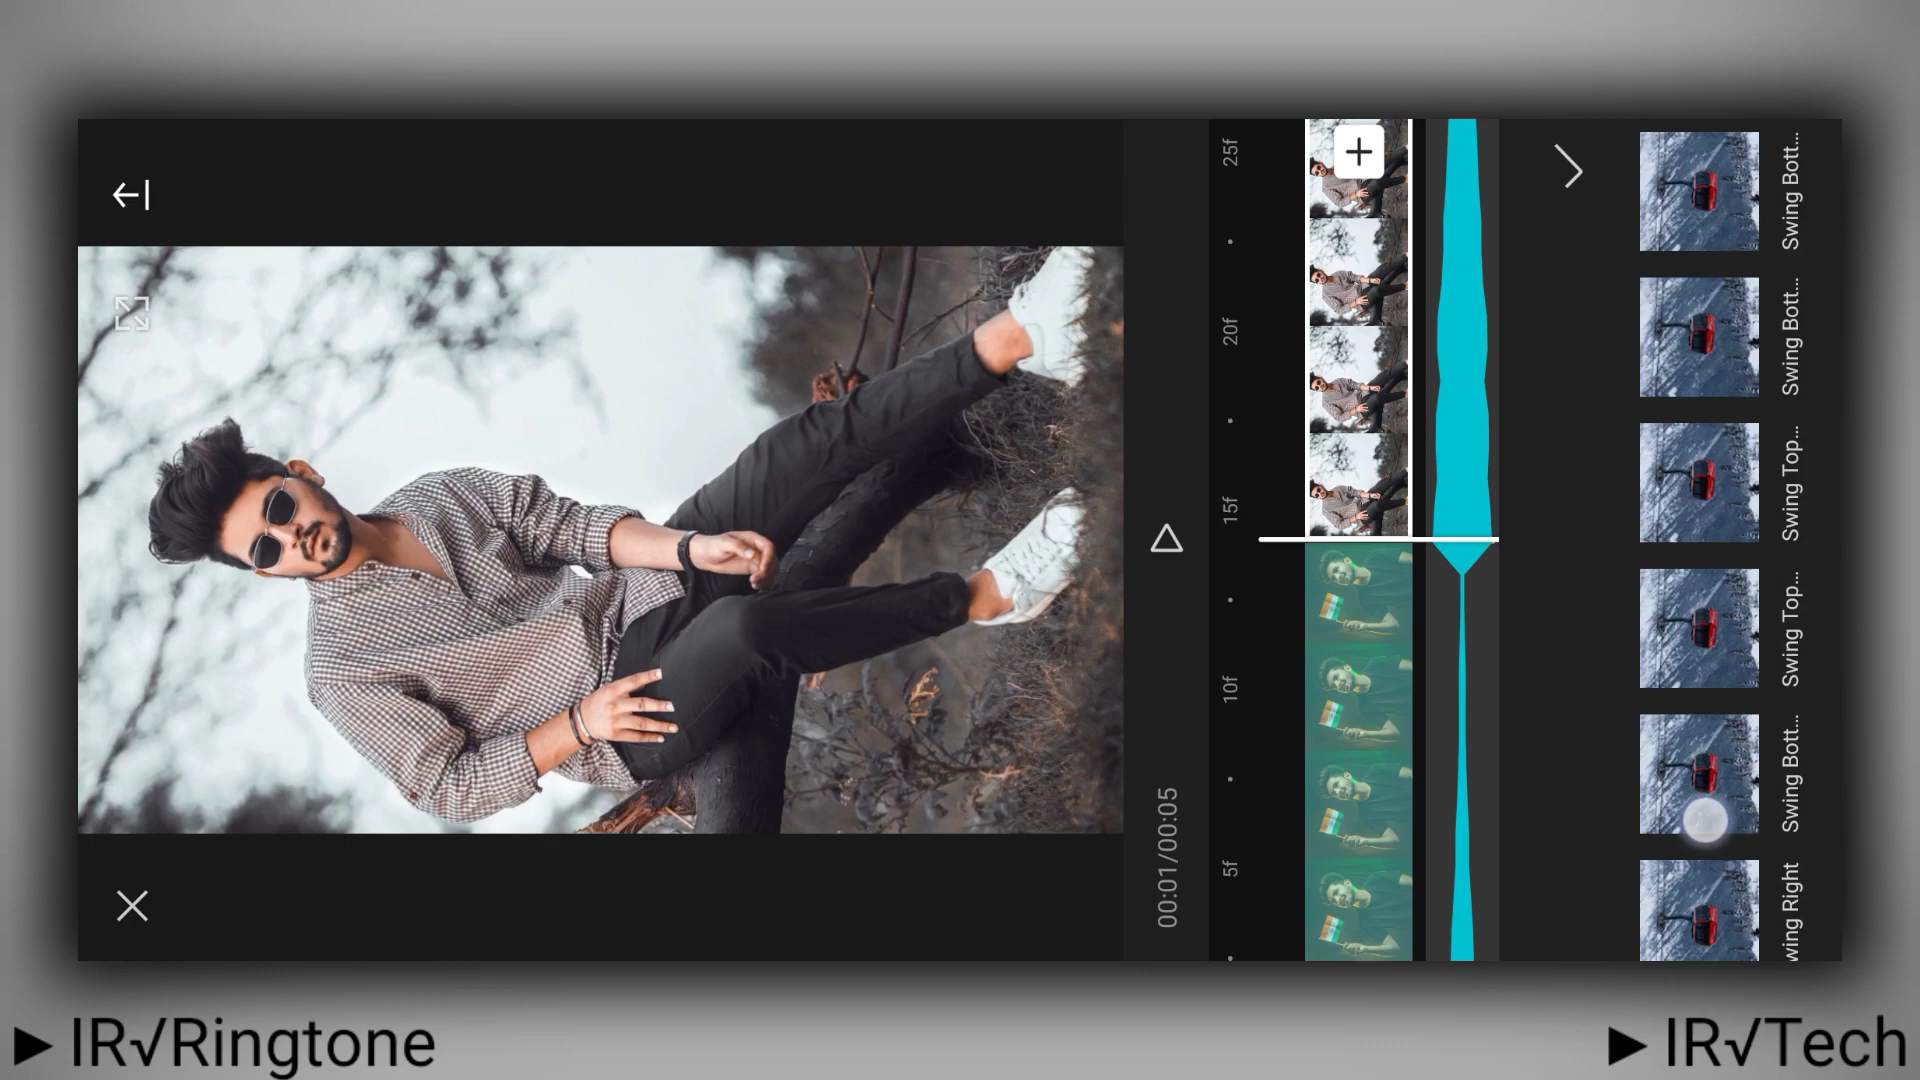 00:01/00:05
25f
20f
15f
10f
5f
Swing Bott...
Swing Bott...
Swing Top...
Swing Top...
Swing Bott...
wing Right
► IR√Ringtone
► IR√Tech